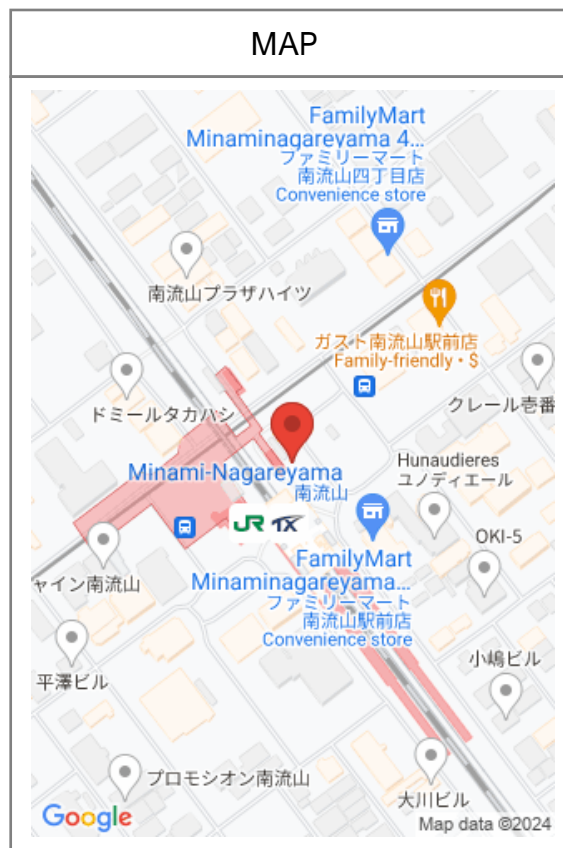 MAP
FamilyMart
Minaminagareyama 4...
ファミリーマート
南流山四丁目店
Convenience store
南流山プラザハイツ
ガスト南流山駅前店
Family-friendly・$
ドミールタカハシ
クレール壱番
Minami-Nagareyama
南流山
Hunaudieres
ユノディエール
JR TX
OKI-5
FamilyMart
Minaminagareyama...
ファミリーマート
南流山駅前店
Convenience store
ャイン南流山
小嶋ビル
平澤ビル
プロモシオン南流山
大川ビル
Google
Map data ©2024